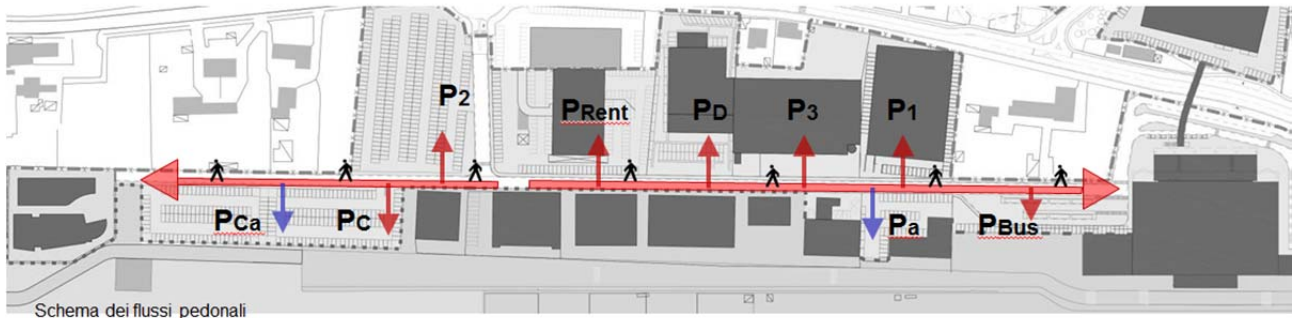 P2
PRent
PD
P3
P1
PCa
PC
Pa
PBus
Schema dei flussi pedonali